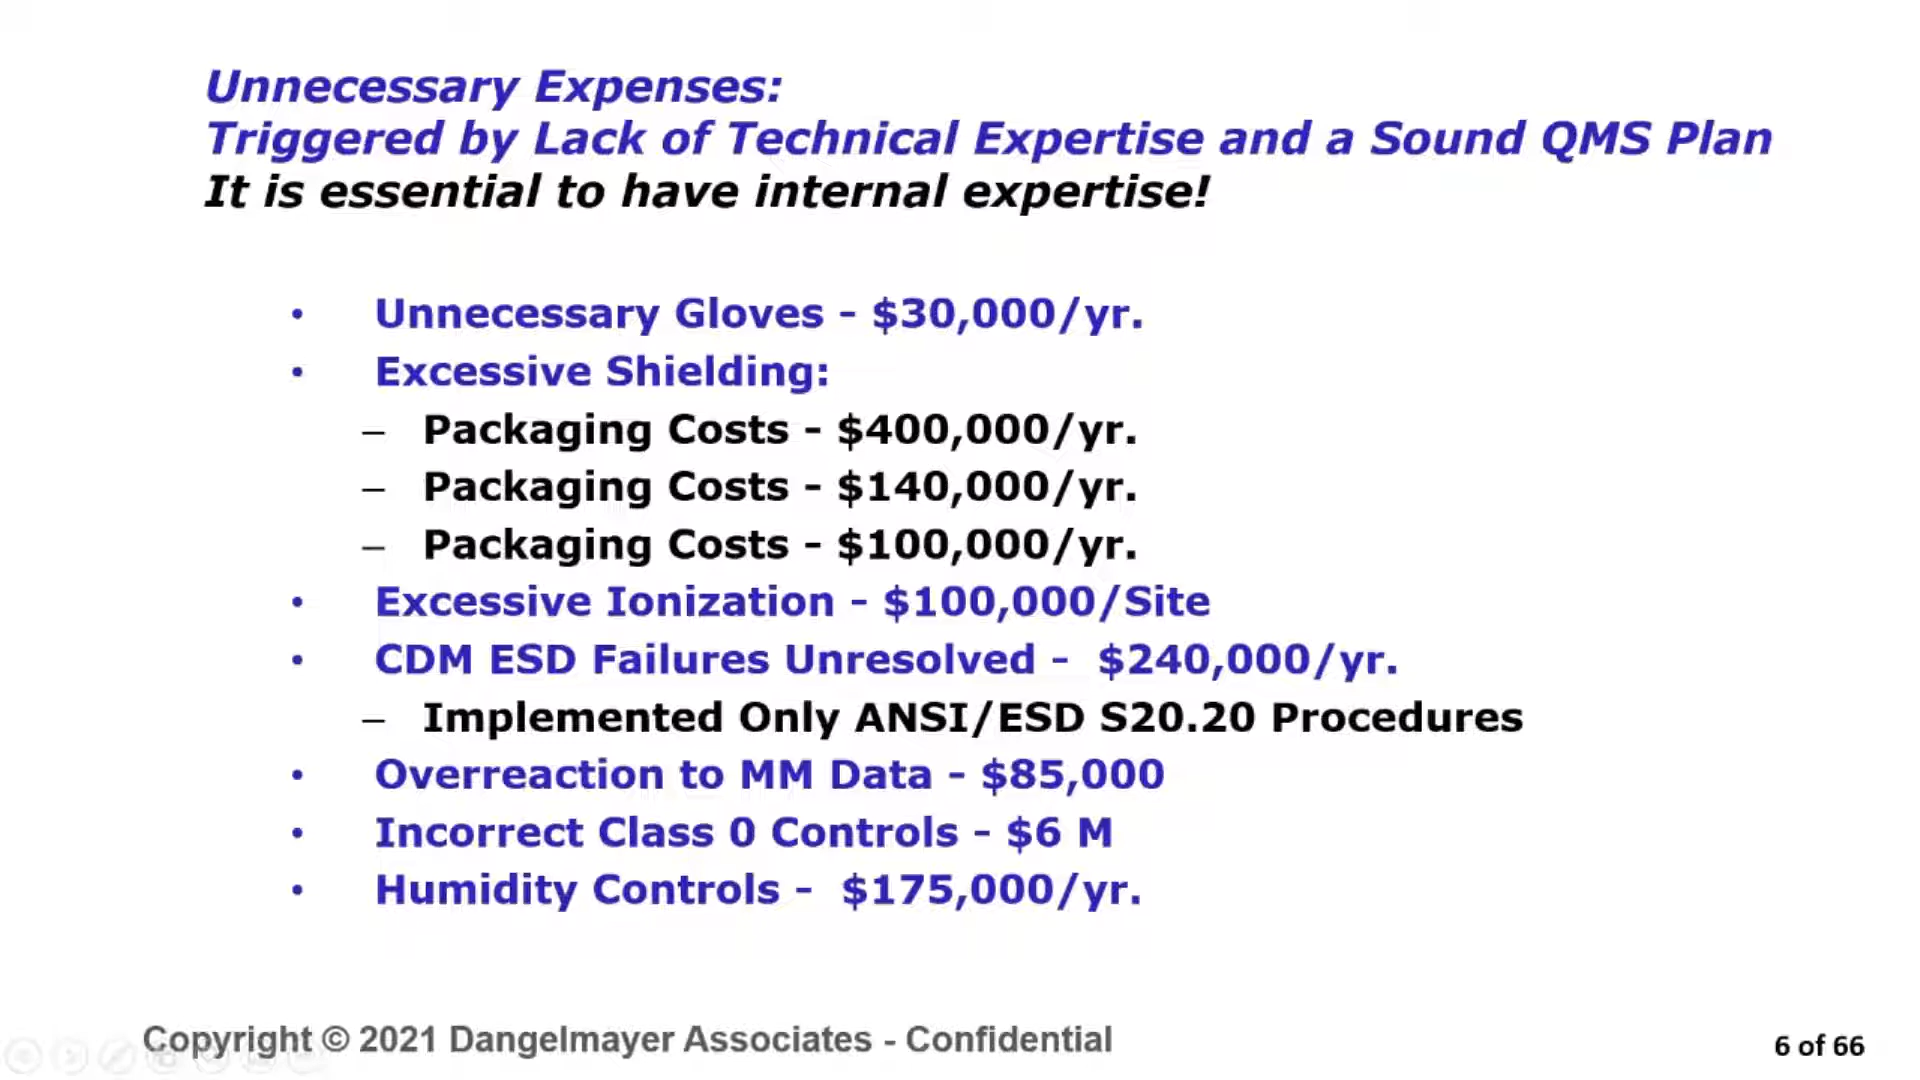 Unnecessary Expenses:
Triggered by Lack of Technical Expertise and a Sound QMS Plan
It is essential to have internal expertise!
• Unnecessary Gloves - $30,000/yr.
• Excessive Shielding:
– Packaging Costs - $400,000/yr.
– Packaging Costs - $140,000/yr.
– Packaging Costs - $100,000/yr.
• Excessive Ionization - $100,000/Site
• CDM ESD Failures Unresolved - $240,000/yr.
– Implemented Only ANSI/ESD S20.20 Procedures
• Overreaction to MM Data - $85,000
• Incorrect Class 0 Controls - $6 M
• Humidity Controls - $175,000/yr.
Copyright © 2021 Dangelmayer Associates - Confidential
6 of 66